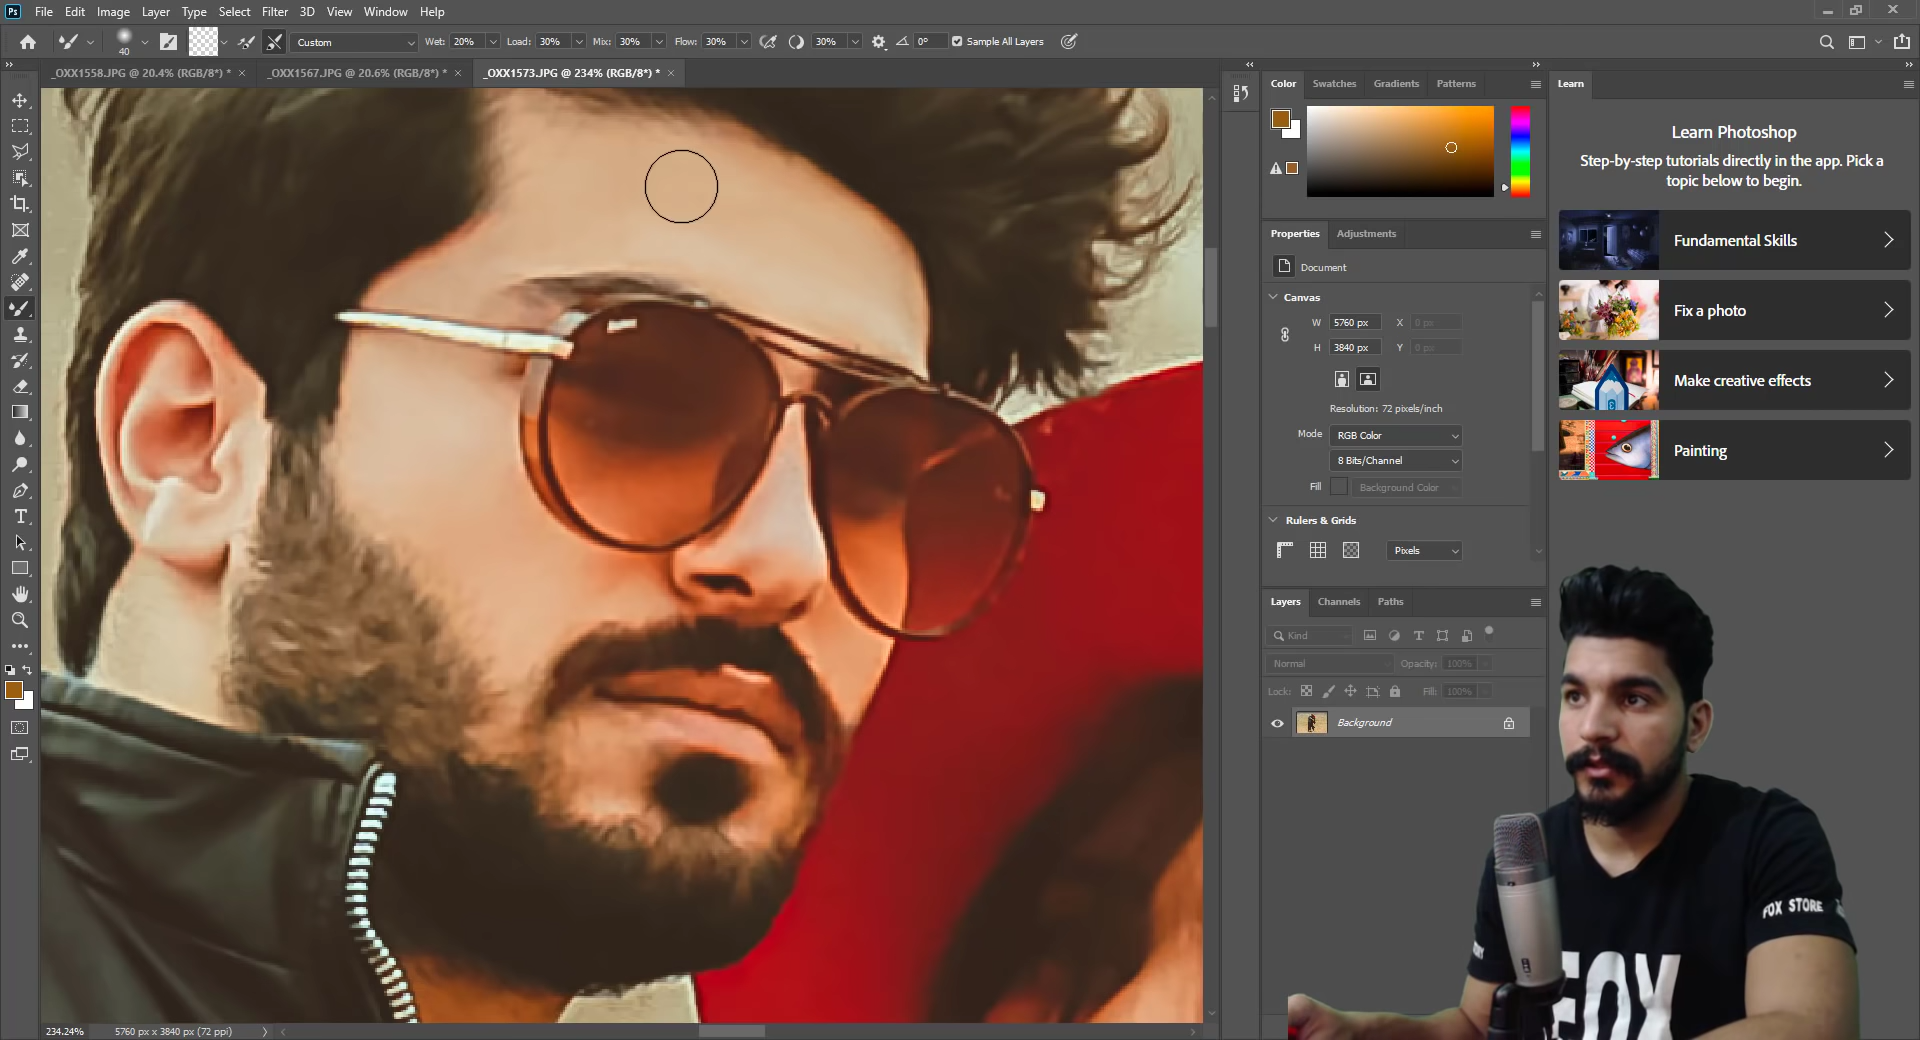 Ps File Edit Image Layer Type Select Filter 3D View Window Help
40 Custom Wet: 20% Load: 30% Mix: 30% Flow: 30% 30% 0° Sample All Layers
_OXX1558.JPG @ 20.4% (RGB/8*) * × _OXX1567.JPG @ 20.6% (RGB/8*) * × _OXX1573.JPG @ 234% (RGB/8*) * ×
Color Swatches Gradients Patterns
Properties Adjustments
Document
Canvas
W 5760 px X 0 px
H 3840 px Y 0 px
Resolution: 72 pixels/inch
Mode RGB Color
8 Bits/Channel
Fill Background Color
Rulers & Grids
Pixels
Layers Channels Paths
Kind
Normal Opacity: 100%
Lock: Fill: 100%
Background
Learn
Learn Photoshop
Step-by-step tutorials directly in the app. Pick a
topic below to begin.
Fundamental Skills
Fix a photo
Make creative effects
Painting
FOX STORE
FOX
234.24% 5760 px x 3840 px (72 ppi)